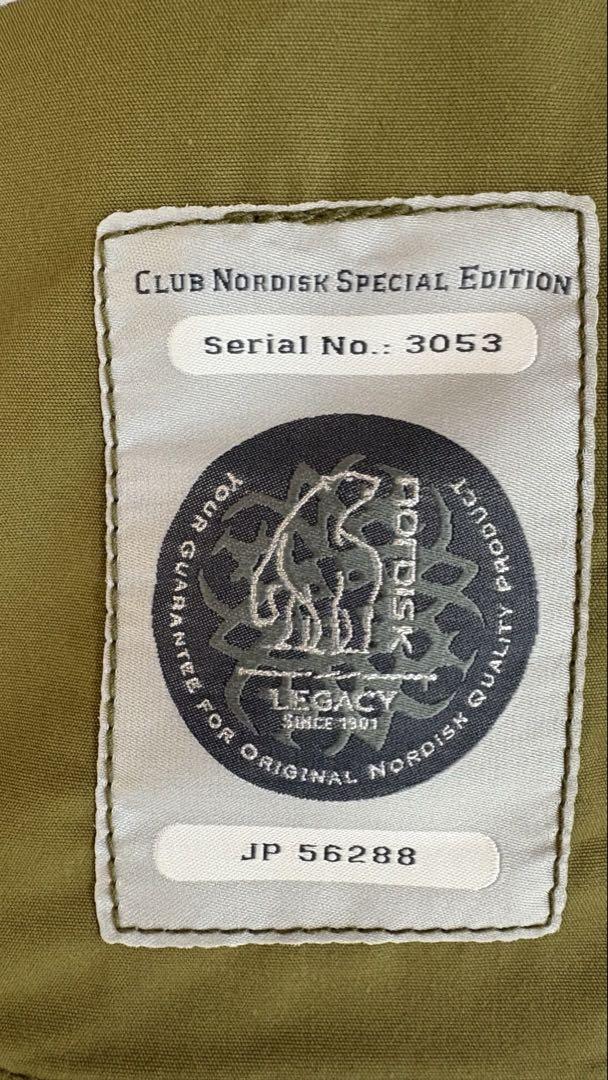 CLUB NORDISK SPECIAL EDITION
Serial No.: 3053
NORDISK
LEGACY
SINCE 1901
YOUR GUARANTEE FOR ORIGINAL NORDISK QUALITY PRODUCT
JP 56288